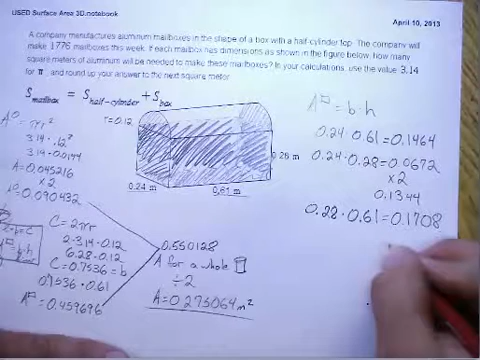 USED Surface Area 3D.notebook
April 10, 2013
A company manufactures aluminum mailboxes in the shape of a box with a half-cylinder top. The company will
make 1776 mailboxes this week. If each mailbox has dimensions as shown in the figure below, how many
square meters of aluminum will be needed to make these mailboxes? In your calculations, use the value 3.14
for π, and round up your answer to the next square meter.
S mailbox = S half-cylinder + S box
r=0.12
0.28 m
0.24 m
0.61 m
A○=πr²
3.14·.12²
3.14·0.0144
A=0.045216
×2
=0.090432
C=2πr
2·3.14·0.12
6.28·0.12
C=0.7536=b
0.7536·0.61
A▭=0.459696
=b·h
0.550128
A for a whole
÷2
A=0.275064m²
A▭=b·h
0.24·0.61=0.1464
0.24·0.28=0.0672
×2
0.1344
0.28·0.61=0.1708